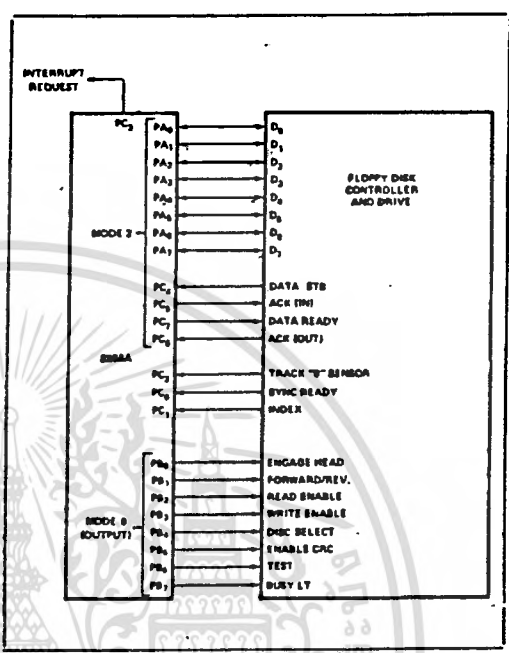 INTERRUPT
REQUEST
PC3
PA0 D0
PA1 D1
PA2 D2
PA3 D3
PA4 D4
PA5 D5
PA6 D6
PA7 D7
MODE 2
FLOPPY DISK
CONTROLLER
AND DRIVE
PC4 DATA STB
PC5 ACK (IN)
PC7 DATA READY
PC6 ACK (OUT)
PC2 TRACK "0" SENSOR
PC0 SYNC READY
PC1 INDEX
PB0 ENGAGE HEAD
PB1 FORWARD/REV.
PB2 READ ENABLE
PB3 WRITE ENABLE
PB4 DISC SELECT
PB5 ENABLE CRC
PB6 TEST
PB7 BUSY LT
MODE 0
(OUTPUT)